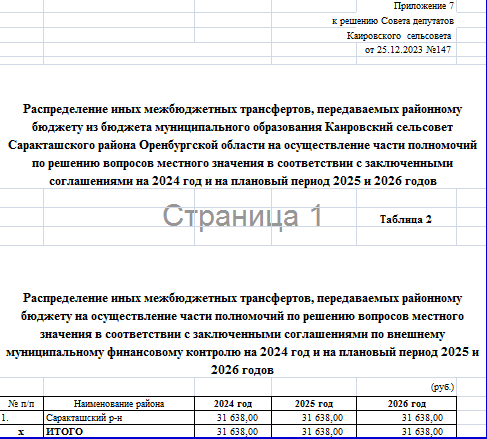 Приложение 7
к решению Совета депутатов
Каировского сельсовета
от 25.12.2023 №147
Распределение иных межбюджетных трансфертов, передаваемых районному
бюджету из бюджета муниципального образования Каировский сельсовет
Саракташского района Оренбургской области на осуществление части полномочий
по решению вопросов местного значения в соответствии с заключенными
соглашениями на 2024 год и на плановый период 2025 и 2026 годов
Страница 1
Таблица 2
Распределение иных межбюджетных трансфертов, передаваемых районному
бюджету на осуществление части полномочий по решению вопросов местного
значения в соответствии с заключенными соглашениями по внешнему
муниципальному финансовому контролю на 2024 год и на плановый период 2025 и
2026 годов
(руб.)
№ п/п Наименование района 2024 год 2025 год 2026 год
1. Саракташский р-н 31 638,00 31 638,00 31 638,00
х ИТОГО 31 638,00 31 638,00 31 638,00